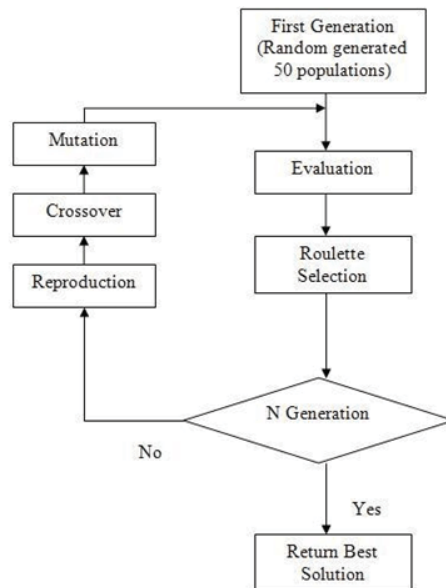 First Generation
(Random generated
50 populations)
Mutation
Evaluation
Crossover
Roulette
Selection
Reproduction
N Generation
No
Yes
Return Best
Solution